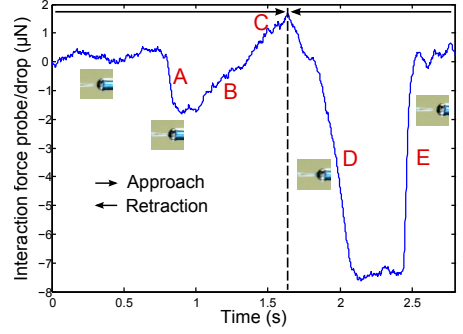 Interaction force probe/drop (µN)
2
1
0
−1
−2
−3
−4
−5
−6
−7
−8
C
A
B
D
E
Approach
Retraction
0
0.5
1
1.5
2
2.5
Time (s)